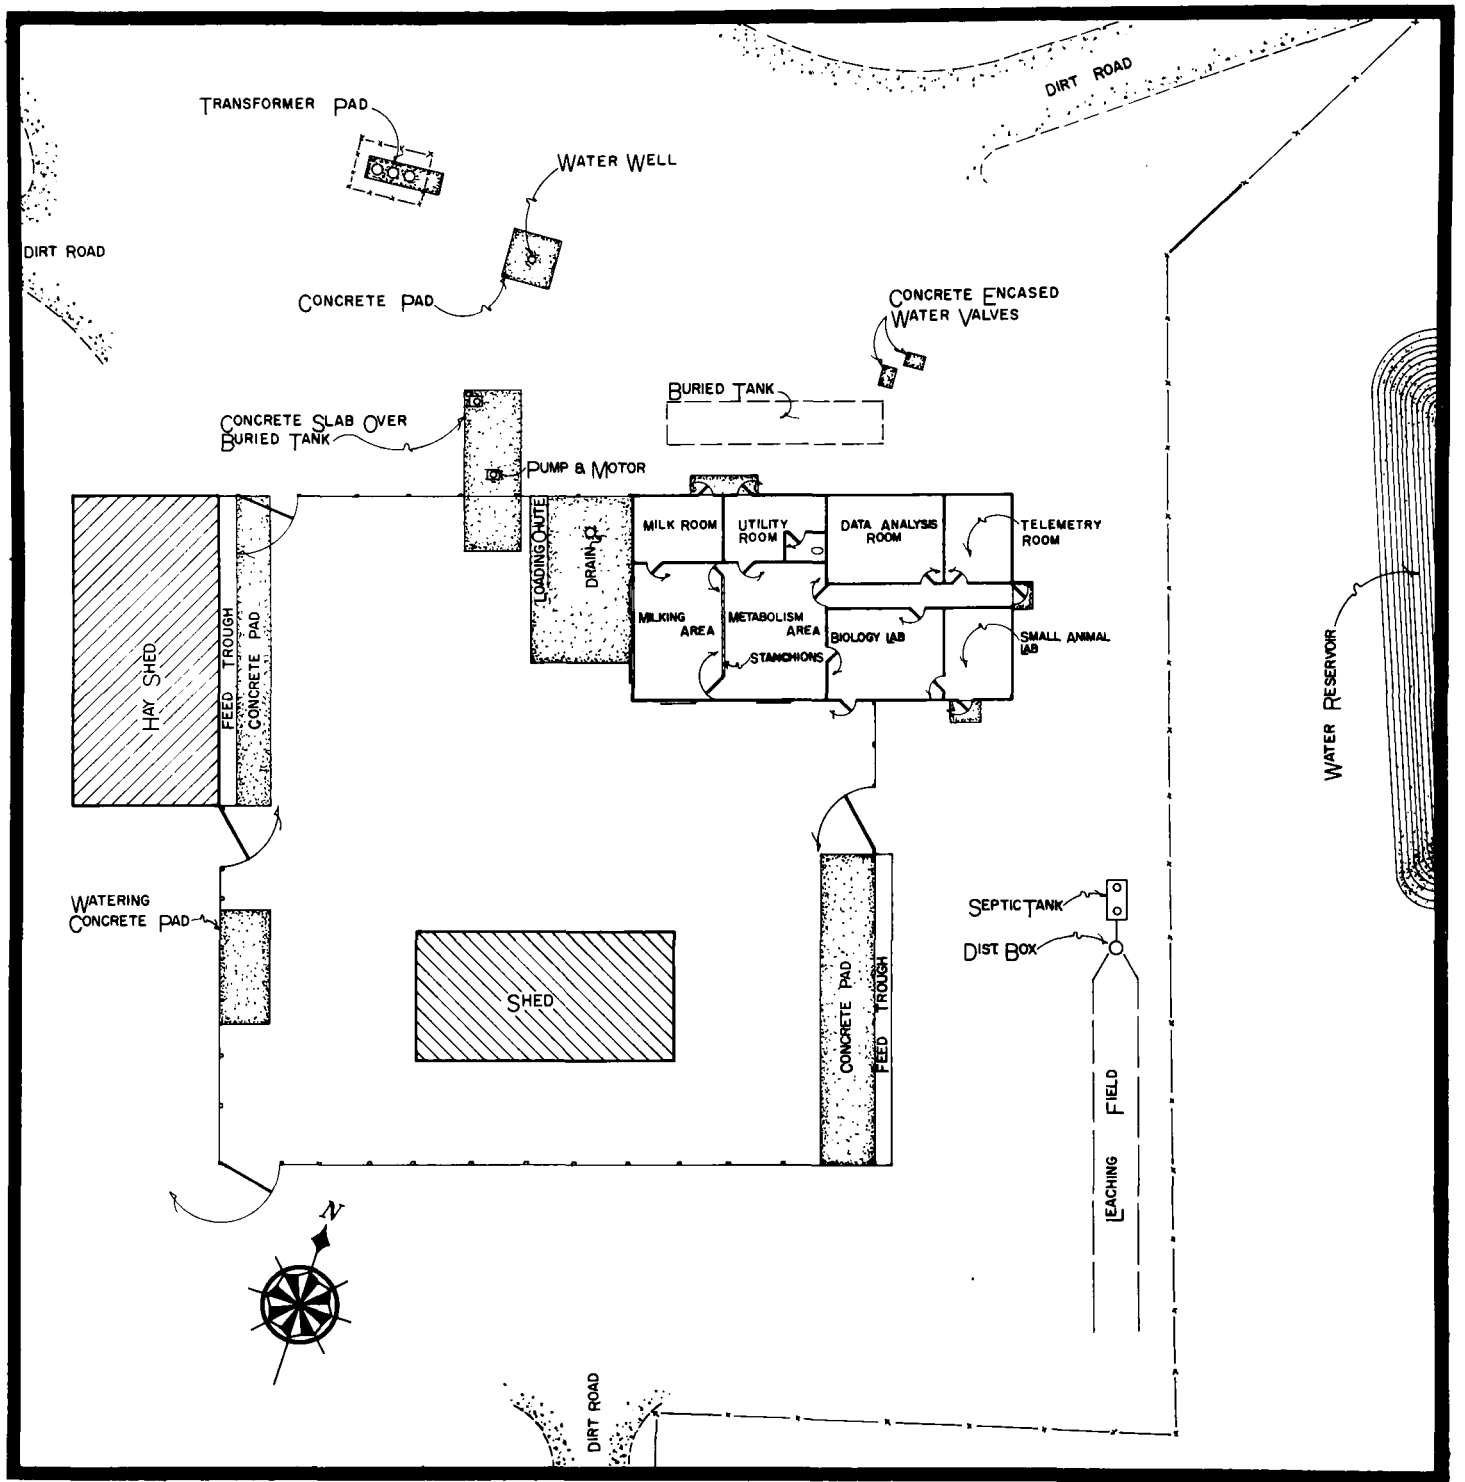 DIRT ROAD
TRANSFORMER PAD
WATER WELL
DIRT ROAD
CONCRETE PAD
CONCRETE ENCASED
WATER VALVES
BURIED TANK
CONCRETE SLAB OVER
BURIED TANK
PUMP & MOTOR
LOADING CHUTE
DRAIN
MILK ROOM
UTILITY
ROOM
DATA ANALYSIS
ROOM
TELEMETRY
ROOM
MILKING
AREA
METABOLISM
AREA
BIOLOGY LAB
SMALL ANIMAL
LAB
STANCHIONS
HAY SHED
FEED TROUGH
CONCRETE PAD
WATER RESERVOIR
WATERING
CONCRETE PAD
SEPTIC TANK
DIST. BOX
SHED
CONCRETE PAD
FEED TROUGH
LEACHING FIELD
N
DIRT ROAD